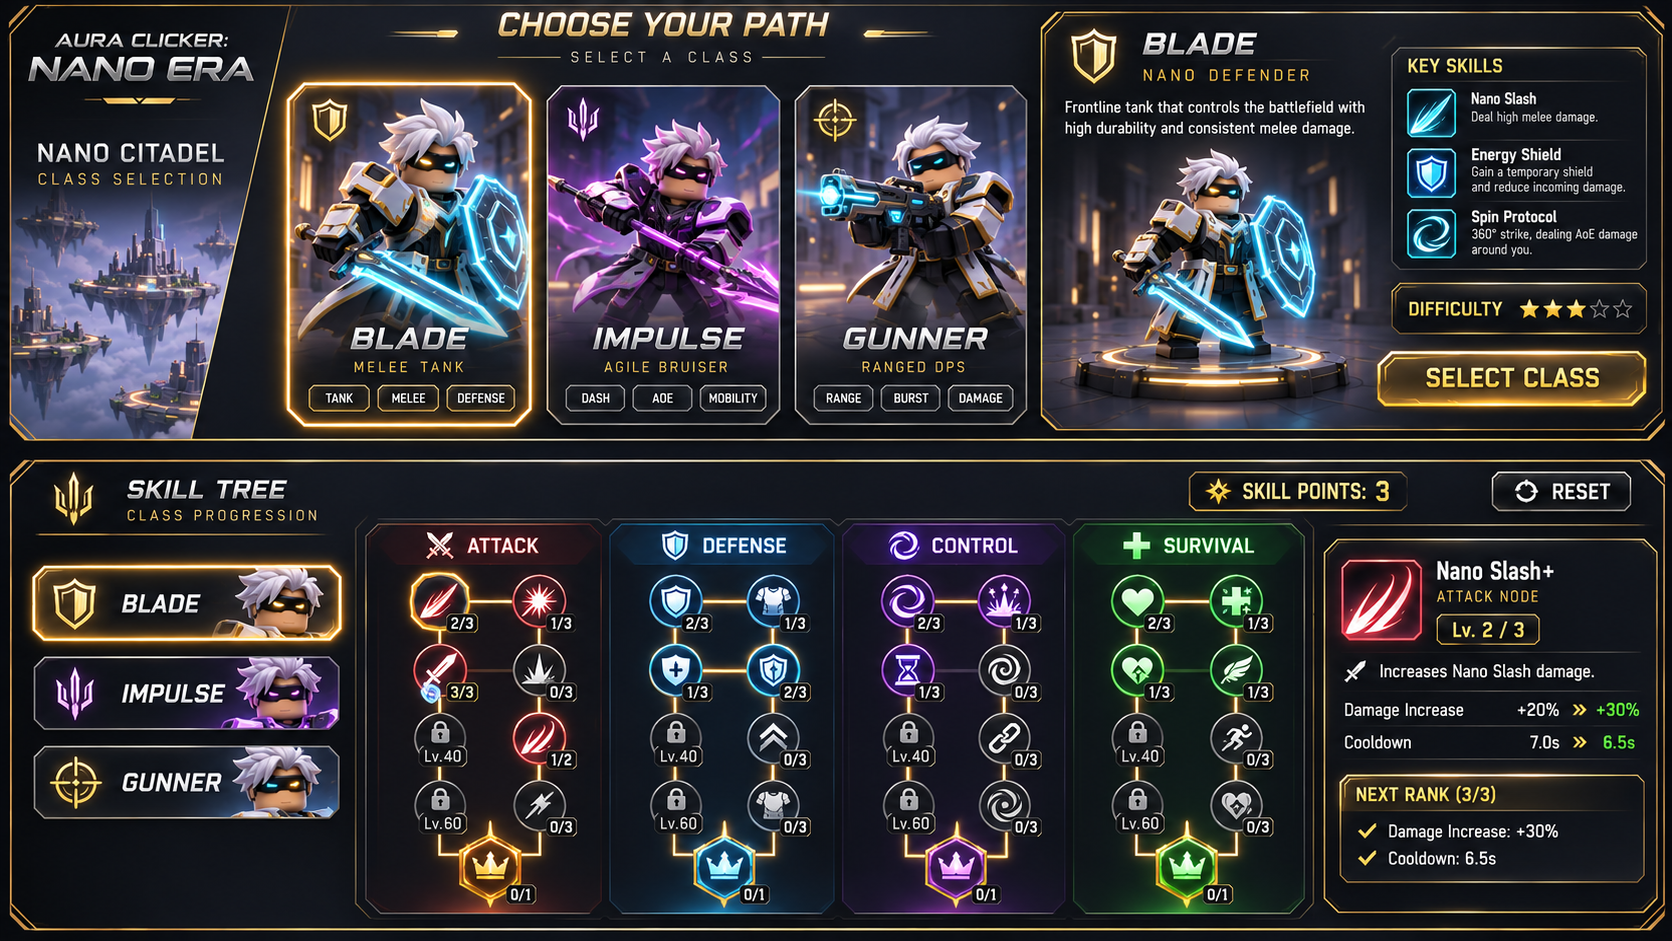 AURA CLICKER:
NANO ERA
NANO CITADEL
CLASS SELECTION
CHOOSE YOUR PATH
SELECT A CLASS
BLADE
MELEE TANK
TANK
MELEE
DEFENSE
IMPULSE
AGILE BRUISER
DASH
AOE
MOBILITY
GUNNER
RANGED DPS
RANGE
BURST
DAMAGE
BLADE
NANO DEFENDER
Frontline tank that controls the battlefield with
high durability and consistent melee damage.
KEY SKILLS
Nano Slash
Deal high melee damage.
Energy Shield
Gain a temporary shield
and reduce incoming damage.
Spin Protocol
360° strike, dealing AoE damage
around you.
DIFFICULTY
SELECT CLASS
SKILL TREE
CLASS PROGRESSION
SKILL POINTS: 3
RESET
BLADE
IMPULSE
GUNNER
ATTACK
2/3
1/3
3/3
0/3
Lv.40
1/2
Lv.60
0/3
0/1
DEFENSE
2/3
1/3
1/3
2/3
Lv.40
0/3
Lv.60
0/3
0/1
CONTROL
2/3
1/3
1/3
0/3
Lv.40
0/3
Lv.60
0/3
0/1
SURVIVAL
2/3
1/3
1/3
1/3
Lv.40
0/3
Lv.60
0/3
0/1
Nano Slash+
ATTACK NODE
Lv. 2 / 3
Increases Nano Slash damage.
Damage Increase +20% » +30%
Cooldown 7.0s » 6.5s
NEXT RANK (3/3)
Damage Increase: +30%
Cooldown: 6.5s